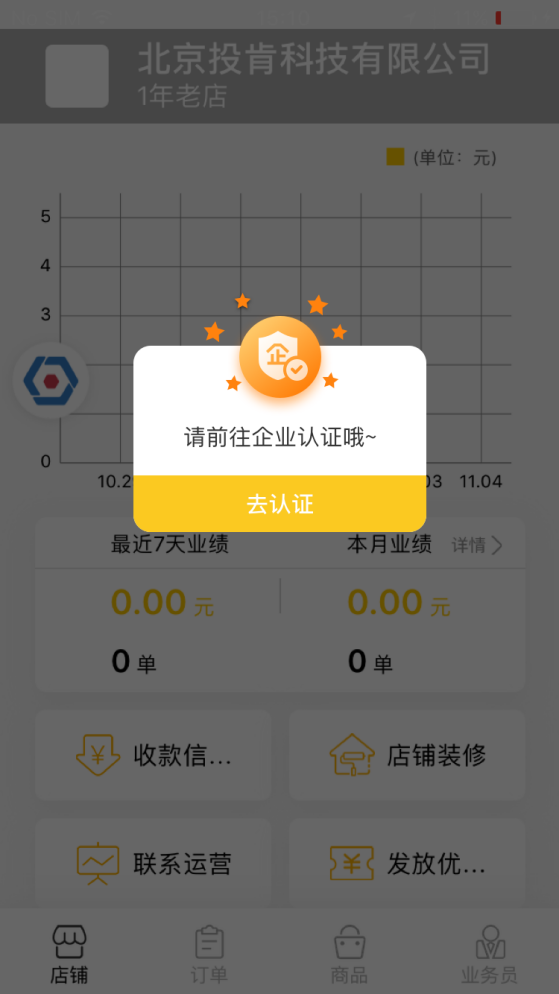 北京投肯科技有限公司
1年老店
(单位：元)
5
4
3
企
请前往企业认证哦~
0
03 11.04
去认证
最近7天业绩 本月业绩 详情
0.00 元 0.00 元
0 单 0 单
收款信... 店铺装修
联系运营 发放优...
店铺 订单 商品 业务员